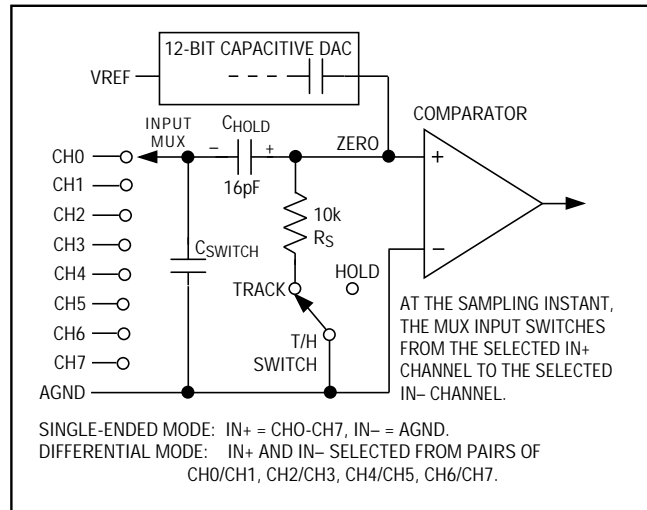 12-BIT CAPACITIVE DAC
VREF
COMPARATOR
INPUT
MUX
–
CHOLD
+
ZERO
16pF
+
–
CH0
CH1
CH2
CH3
CH4
CH5
CH6
CH7
AGND
CSWITCH
10k
RS
TRACK
HOLD
T/H
SWITCH
AT THE SAMPLING INSTANT,
THE MUX INPUT SWITCHES
FROM THE SELECTED IN+
CHANNEL TO THE SELECTED
IN– CHANNEL.
SINGLE-ENDED MODE: IN+ = CHO-CH7, IN– = AGND.
DIFFERENTIAL MODE: IN+ AND IN– SELECTED FROM PAIRS OF
CH0/CH1, CH2/CH3, CH4/CH5, CH6/CH7.